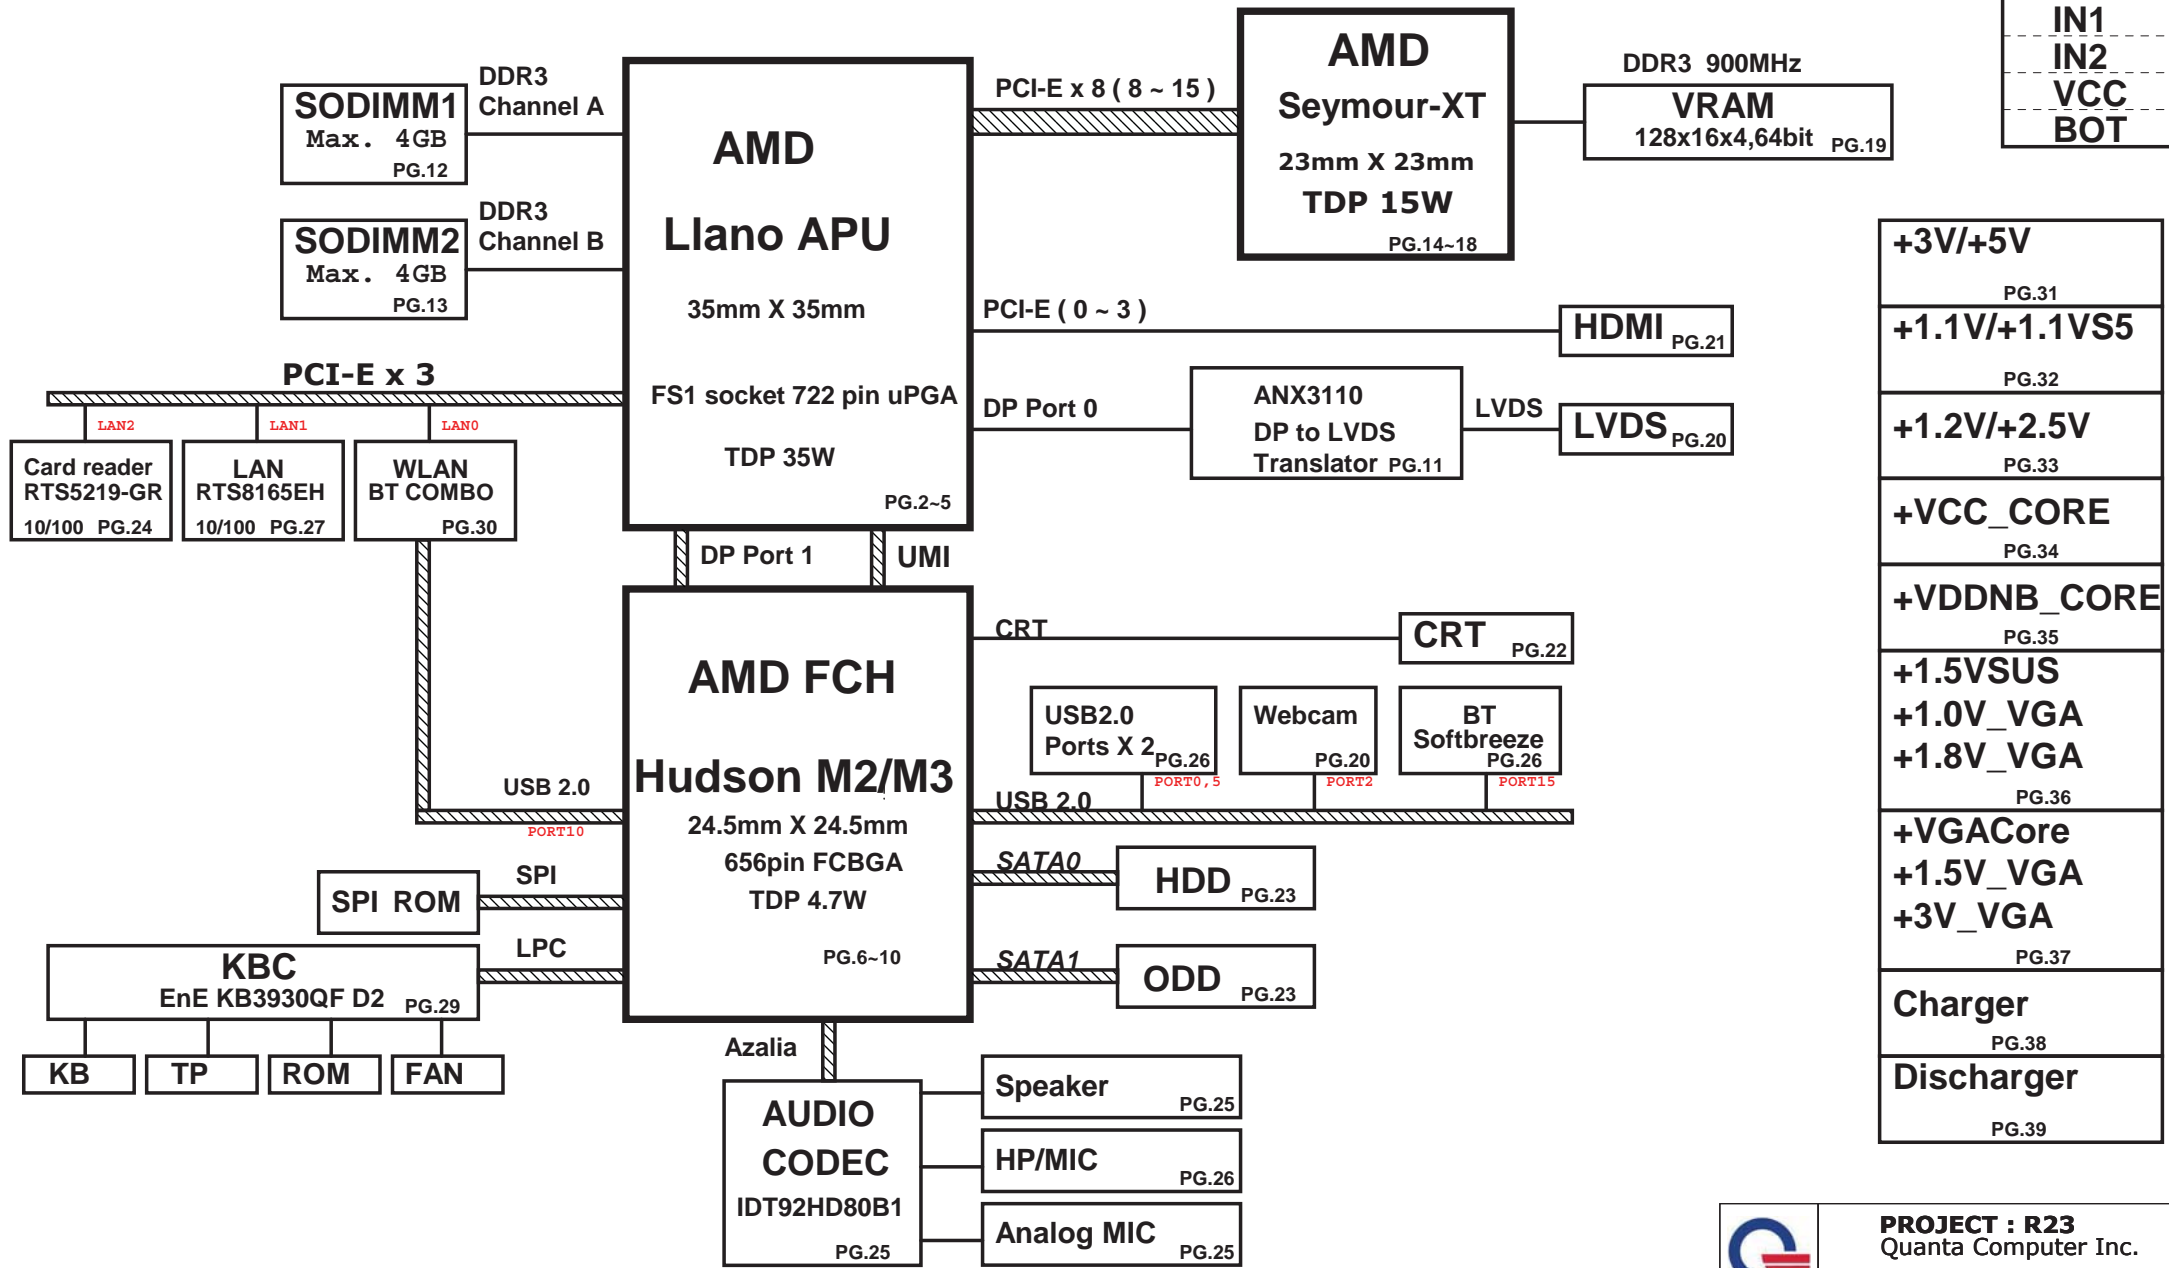 IN1
IN2
VCC
BOT
SODIMM1
Max. 4GB
PG.12
DDR3
Channel A
SODIMM2
Max. 4GB
PG.13
DDR3
Channel B
AMD
Llano APU
35mm X 35mm
FS1 socket 722 pin uPGA
TDP 35W
PG.2~5
PCI-E x 8 ( 8 ~ 15 )
AMD
Seymour-XT
23mm X 23mm
TDP 15W
PG.14~18
DDR3 900MHz
VRAM
128x16x4,64bit PG.19
PCI-E ( 0 ~ 3 )
HDMI PG.21
DP Port 0
ANX3110
DP to LVDS
Translator PG.11
LVDS
LVDS PG.20
PCI-E x 3
LAN2
LAN1
LAN0
Card reader
RTS5219-GR
10/100 PG.24
LAN
RTS8165EH
10/100 PG.27
WLAN
BT COMBO
PG.30
DP Port 1
UMI
AMD FCH
Hudson M2/M3
24.5mm X 24.5mm
656pin FCBGA
TDP 4.7W
PG.6~10
CRT
CRT PG.22
USB2.0
Ports X 2
PG.26
PORT0,5
Webcam
PG.20
PORT2
BT
Softbreeze
PG.26
PORT15
USB 2.0
USB 2.0
PORT10
SATA0
HDD PG.23
SATA1
ODD PG.23
SPI
SPI ROM
LPC
KBC
EnE KB3930QF D2 PG.29
KB
TP
ROM
FAN
Azalia
AUDIO
CODEC
IDT92HD80B1
PG.25
Speaker
PG.25
HP/MIC
PG.26
Analog MIC
PG.25
+3V/+5V
PG.31
+1.1V/+1.1VS5
PG.32
+1.2V/+2.5V
PG.33
+VCC_CORE
PG.34
+VDDNB_CORE
PG.35
+1.5VSUS
+1.0V_VGA
+1.8V_VGA
PG.36
+VGACore
+1.5V_VGA
+3V_VGA
PG.37
Charger
PG.38
Discharger
PG.39
PROJECT : R23
Quanta Computer Inc.